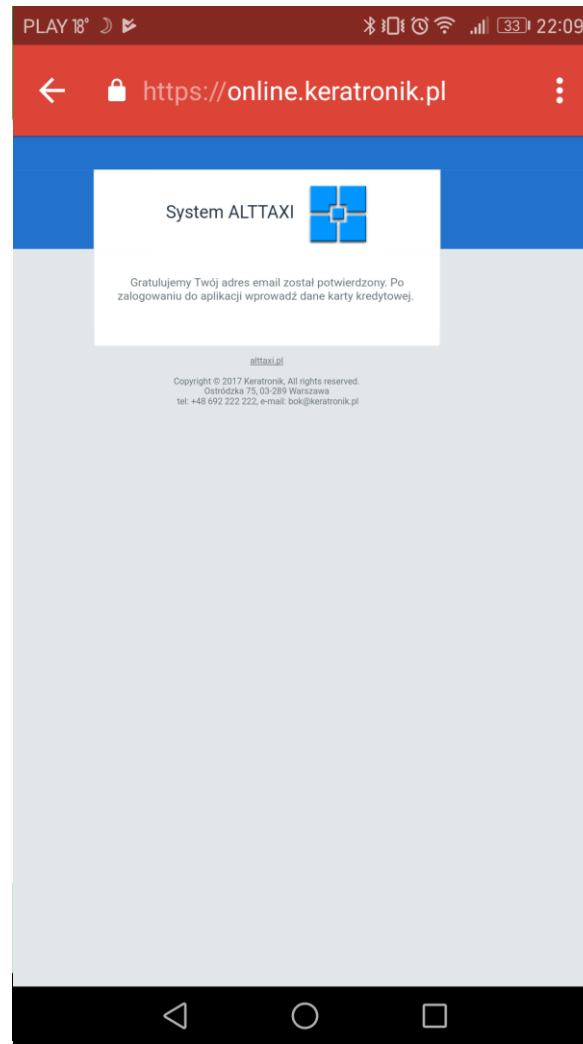 PLAY 18° 33 22:09
https://online.keratronik.pl
System ALTTAXI
Gratulujemy Twój adres email został potwierdzony. Po
zalogowaniu do aplikacji wprowadź dane karty kredytowej.
alttaxi.pl
Copyright © 2017 Keratronik, All rights reserved.
Ostródzka 75, 03-289 Warszawa
tel: +48 692 222 222, e-mail: bok@keratronik.pl